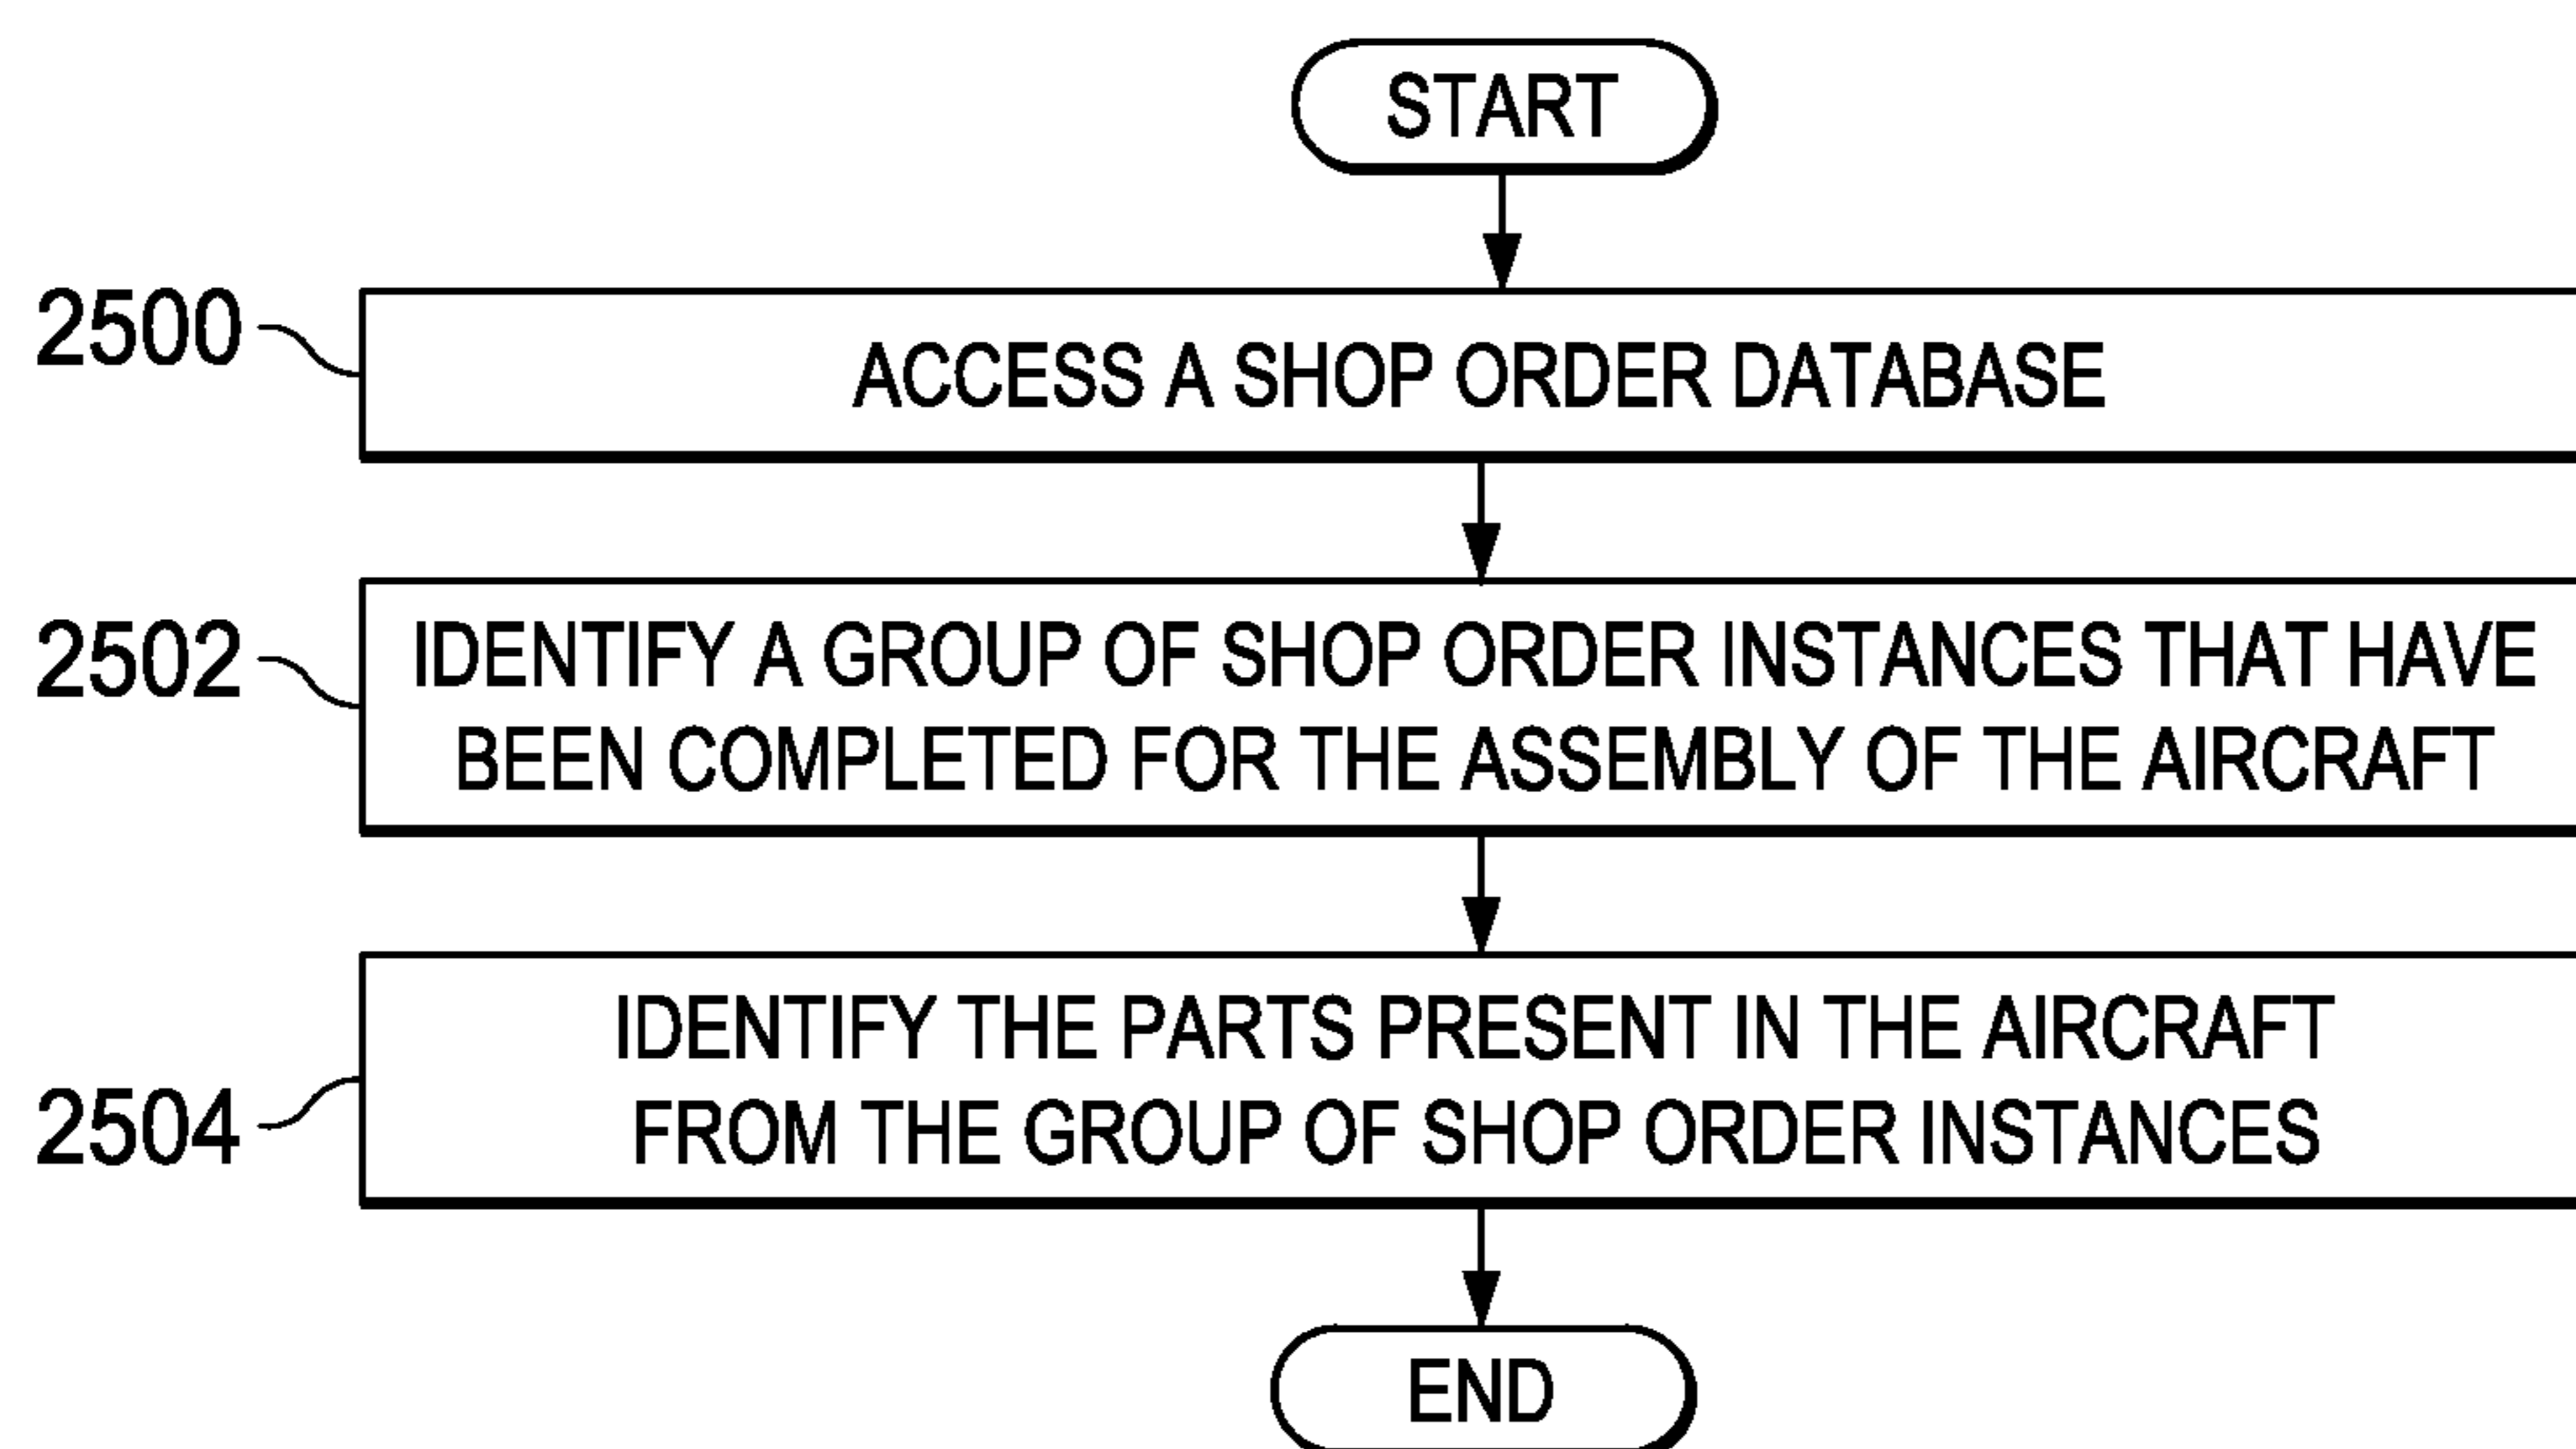 START
2500
ACCESS A SHOP ORDER DATABASE
2502
IDENTIFY A GROUP OF SHOP ORDER INSTANCES THAT HAVE
BEEN COMPLETED FOR THE ASSEMBLY OF THE AIRCRAFT
2504
IDENTIFY THE PARTS PRESENT IN THE AIRCRAFT
FROM THE GROUP OF SHOP ORDER INSTANCES
END